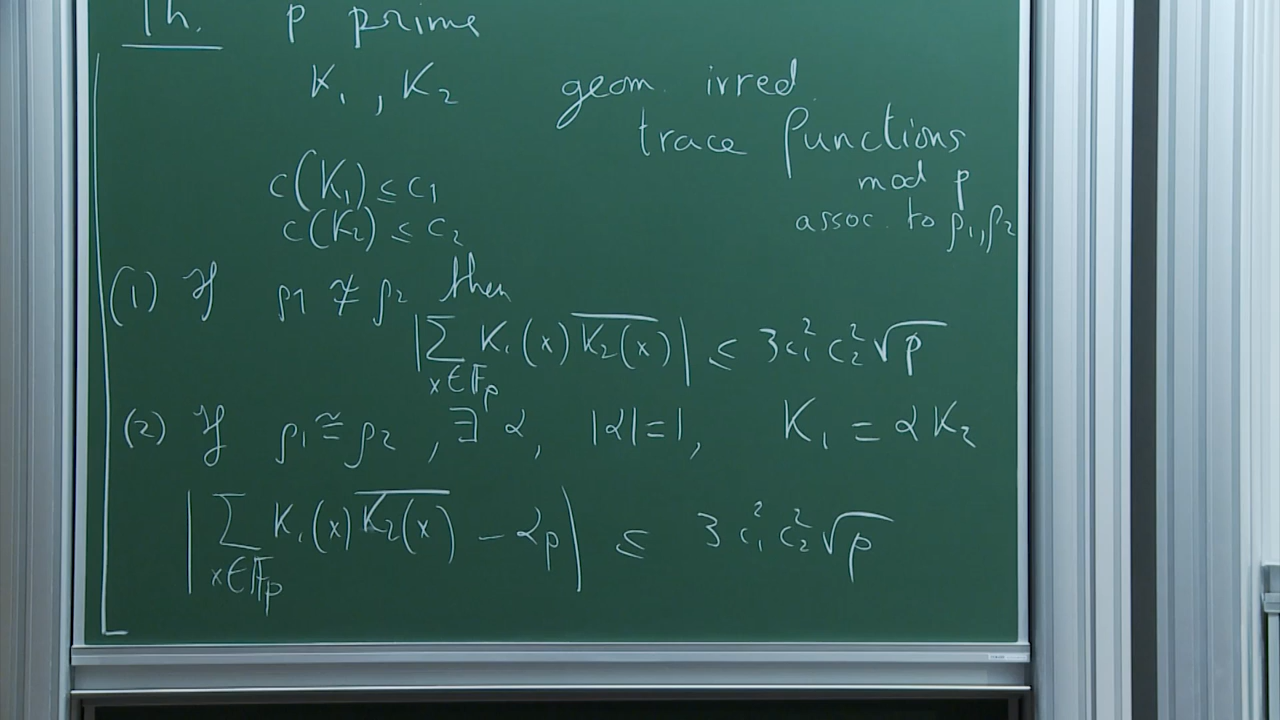 Th. p prime
K₁, K₂ geom. irred.
trace functions
mod p
assoc. to ρ₁, ρ₂
c(K₁) ≤ c₁
c(K₂) ≤ c₂
(1) If ρ₁ ≄ ρ₂ then
|∑_{x∈𝔽_p} K₁(x) \overline{K₂(x)}| ≤ 3c₁²c₂²√p
(2) If ρ₁ ≅ ρ₂, ∃ α, |α|=1, K₁ = αK₂
|∑_{x∈𝔽_p} K₁(x) \overline{K₂(x)} − αp| ≤ 3c₁²c₂²√p